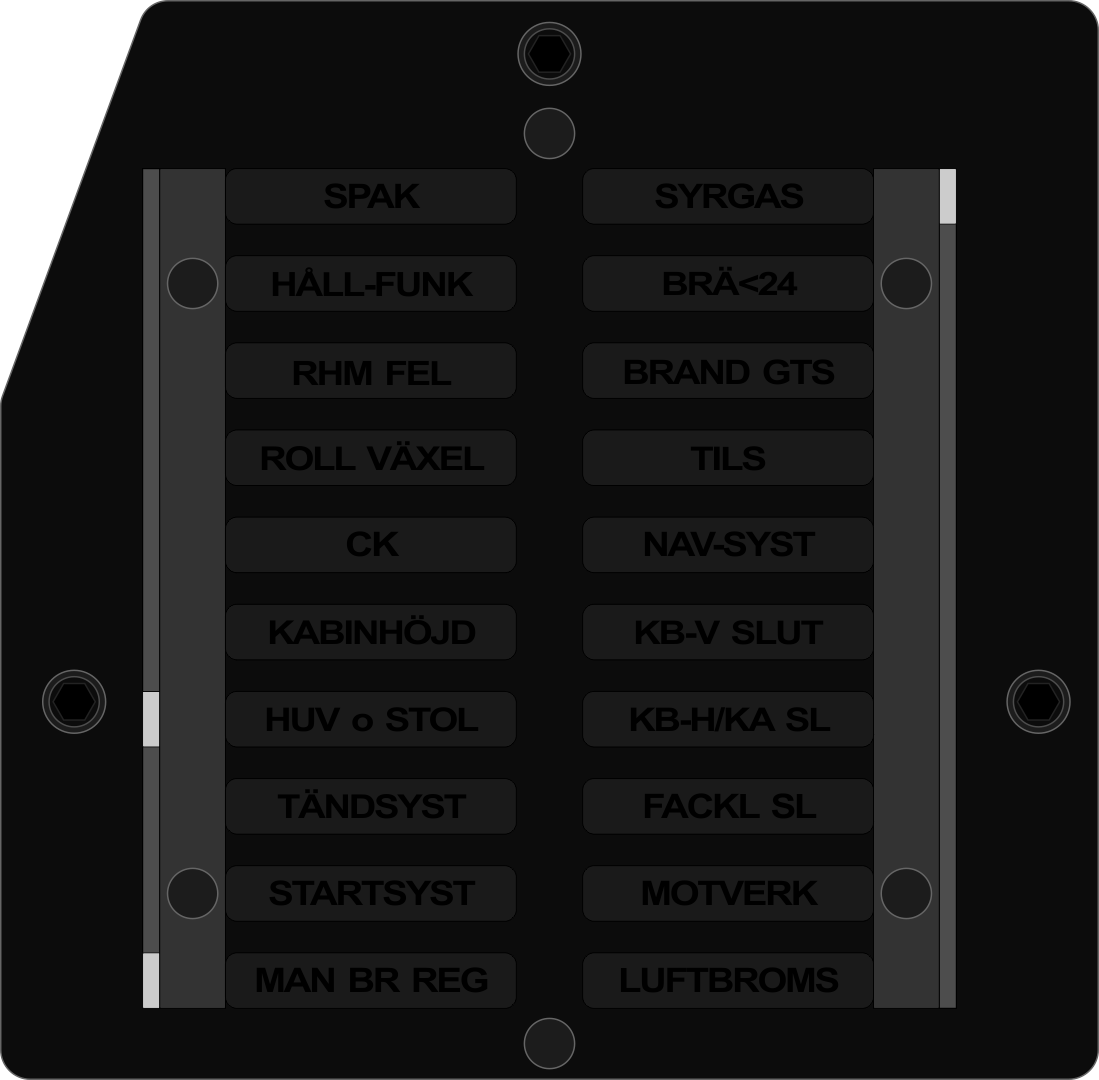 SPAK
HÅLL-FUNK
RHM FEL
ROLL VÄXEL
CK
KABINHÖJD
HUV o STOL
TÄNDSYST
STARTSYST
MAN BR REG
SYRGAS
BRÄ<24
BRAND GTS
TILS
NAV-SYST
KB-V SLUT
KB-H/KA SL
FACKL SL
MOTVERK
LUFTBROMS